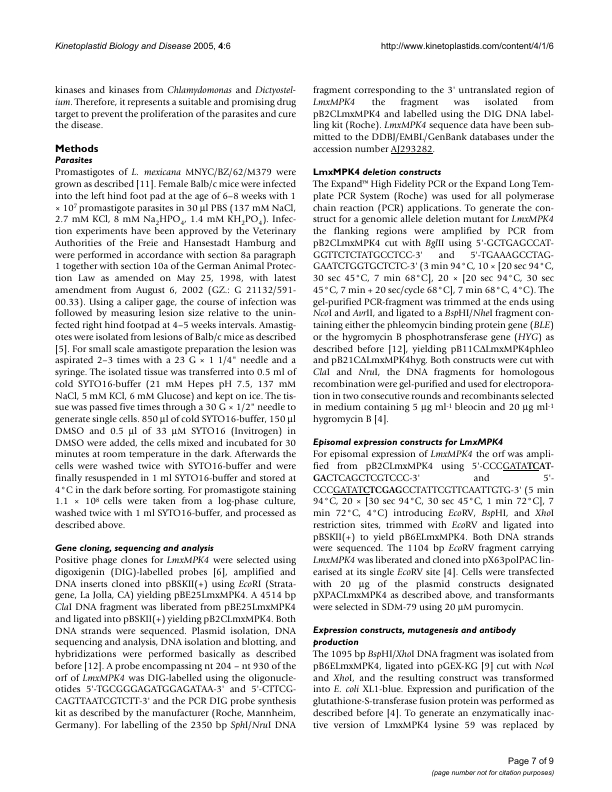 Kinetoplastid Biology and Disease 2005, 4:6
http://www.kinetoplastids.com/content/4/1/6
kinases and kinases from Chlamydomonas and Dictyostel-
ium. Therefore, it represents a suitable and promising drug
target to prevent the proliferation of the parasites and cure
the disease.
Methods
Parasites
Promastigotes of L. mexicana MNYC/BZ/62/M379 were
grown as described [11]. Female Balb/c mice were infected
into the left hind foot pad at the age of 6–8 weeks with 1
× 10⁷ promastigote parasites in 30 µl PBS (137 mM NaCl,
2.7 mM KCl, 8 mM Na₂HPO₄, 1.4 mM KH₂PO₄). Infec-
tion experiments have been approved by the Veterinary
Authorities of the Freie and Hansestadt Hamburg and
were performed in accordance with section 8a paragraph
1 together with section 10a of the German Animal Protec-
tion Law as amended on May 25, 1998, with latest
amendment from August 6, 2002 (GZ.: G 21132/591-
00.33). Using a caliper gage, the course of infection was
followed by measuring lesion size relative to the unin-
fected right hind footpad at 4–5 weeks intervals. Amastig-
otes were isolated from lesions of Balb/c mice as described
[5]. For small scale amastigote preparation the lesion was
aspirated 2–3 times with a 23 G × 1 1/4" needle and a
syringe. The isolated tissue was transferred into 0.5 ml of
cold SYTO16-buffer (21 mM Hepes pH 7.5, 137 mM
NaCl, 5 mM KCl, 6 mM Glucose) and kept on ice. The tis-
sue was passed five times through a 30 G × 1/2" needle to
generate single cells. 850 µl of cold SYTO16-buffer, 150 µl
DMSO and 0.5 µl of 33 µM SYTO16 (Invitrogen) in
DMSO were added, the cells mixed and incubated for 30
minutes at room temperature in the dark. Afterwards the
cells were washed twice with SYTO16-buffer and were
finally resuspended in 1 ml SYTO16-buffer and stored at
4°C in the dark before sorting. For promastigote staining
1.1 × 10⁸ cells were taken from a log-phase culture,
washed twice with 1 ml SYTO16-buffer, and processed as
described above.
Gene cloning, sequencing and analysis
Positive phage clones for LmxMPK4 were selected using
digoxigenin (DIG)-labelled probes [6], amplified and
DNA inserts cloned into pBSKII(+) using EcoRI (Strata-
gene, La Jolla, CA) yielding pBE25LmxMPK4. A 4514 bp
ClaI DNA fragment was liberated from pBE25LmxMPK4
and ligated into pBSKII(+) yielding pB2CLmxMPK4. Both
DNA strands were sequenced. Plasmid isolation, DNA
sequencing and analysis, DNA isolation and blotting, and
hybridizations were performed basically as described
before [12]. A probe encompassing nt 204 – nt 930 of the
orf of LmxMPK4 was DIG-labelled using the oligonucle-
otides 5'-TGCGGGAGATGGAGATAA-3' and 5'-CTTCG-
CAGTTAATCGTCTT-3' and the PCR DIG probe synthesis
kit as described by the manufacturer (Roche, Mannheim,
Germany). For labelling of the 2350 bp SphI/NruI DNA
fragment corresponding to the 3' untranslated region of
LmxMPK4 the fragment was isolated from
pB2CLmxMPK4 and labelled using the DIG DNA label-
ling kit (Roche). LmxMPK4 sequence data have been sub-
mitted to the DDBJ/EMBL/GenBank databases under the
accession number AJ293282.
LmxMPK4 deletion constructs
The Expand™ High Fidelity PCR or the Expand Long Tem-
plate PCR System (Roche) was used for all polymerase
chain reaction (PCR) applications. To generate the con-
struct for a genomic allele deletion mutant for LmxMPK4
the flanking regions were amplified by PCR from
pB2CLmxMPK4 cut with BglII using 5'-GCTGAGCCAT-
GGTTCTCTATGCCTCC-3' and 5'-TGAAAGCCTAG-
GAATCTGGTGCTCTC-3' (3 min 94°C, 10 × [20 sec 94°C,
30 sec 45°C, 7 min 68°C], 20 × [20 sec 94°C, 30 sec
45°C, 7 min + 20 sec/cycle 68°C], 7 min 68°C, 4°C). The
gel-purified PCR-fragment was trimmed at the ends using
NcoI and AvrII, and ligated to a BspHI/NheI fragment con-
taining either the phleomycin binding protein gene (BLE)
or the hygromycin B phosphotransferase gene (HYG) as
described before [12], yielding pB11CΔLmxMPK4phleo
and pB21CΔLmxMPK4hyg. Both constructs were cut with
ClaI and NruI, the DNA fragments for homologous
recombination were gel-purified and used for electropora-
tion in two consecutive rounds and recombinants selected
in medium containing 5 µg ml⁻¹ bleocin and 20 µg ml⁻¹
hygromycin B [4].
Episomal expression constructs for LmxMPK4
For episomal expression of LmxMPK4 the orf was ampli-
fied from pB2CLmxMPK4 using 5'-CCCGATATCAT-
GACTCAGCTCGTCCC-3' and 5'-
CCCGATATCTCGAGCCTATTCGTTCAATTGTG-3' (5 min
94°C, 20 × [30 sec 94°C, 30 sec 45°C, 1 min 72°C], 7
min 72°C, 4°C) introducing EcoRV, BspHI, and XhoI
restriction sites, trimmed with EcoRV and ligated into
pBSKII(+) to yield pB6ELmxMPK4. Both DNA strands
were sequenced. The 1104 bp EcoRV fragment carrying
LmxMPK4 was liberated and cloned into pX63polPAC lin-
earised at its single EcoRV site [4]. Cells were transfected
with 20 µg of the plasmid constructs designated
pXPACLmxMPK4 as described above, and transformants
were selected in SDM-79 using 20 µM puromycin.
Expression constructs, mutagenesis and antibody
production
The 1095 bp BspHI/XhoI DNA fragment was isolated from
pB6ELmxMPK4, ligated into pGEX-KG [9] cut with NcoI
and XhoI, and the resulting construct was transformed
into E. coli XL1-blue. Expression and purification of the
glutathione-S-transferase fusion protein was performed as
described before [4]. To generate an enzymatically inac-
tive version of LmxMPK4 lysine 59 was replaced by
Page 7 of 9
(page number not for citation purposes)